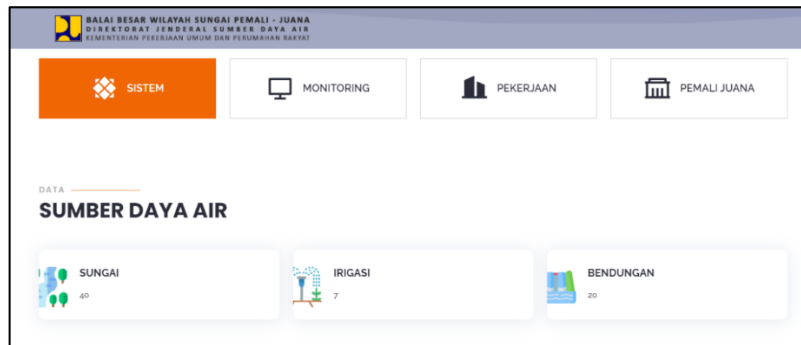 BALAI BESAR WILAYAH SUNGAI PEMALI - JUANA
DIREKTORAT JENDERAL SUMBER DAYA AIR
KEMENTERIAN PEKERJAAN UMUM DAN PERUMAHAN RAKYAT
SISTEM
MONITORING
PEKERJAAN
PEMALI JUANA
DATA
SUMBER DAYA AIR
SUNGAI
40
IRIGASI
7
BENDUNGAN
20